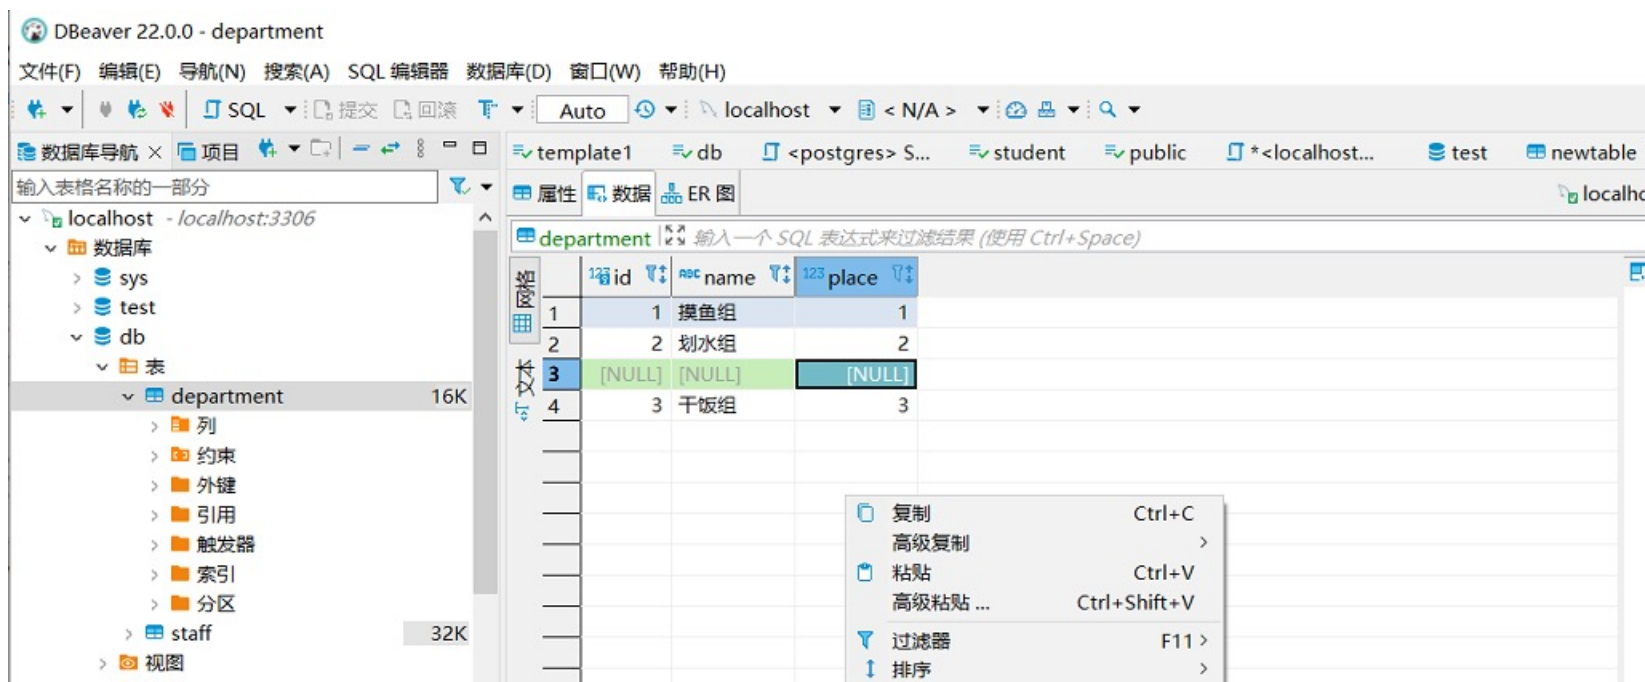 DBeaver 22.0.0 - department
文件(F) 编辑(E) 导航(N) 搜索(A) SQL 编辑器 数据库(D) 窗口(W) 帮助(H)
SQL 提交 回滚 Auto localhost < N/A >
数据库导航 项目
template1 db <postgres> S... student public *<localhost... test newtable
输入表格名称的一部分
属性 数据 ER 图
localho
localhost - localhost:3306
department 输入一个 SQL 表达式来过滤结果 (使用 Ctrl+Space)
数据库
sys
test
db
表
department 16K
列
约束
外键
引用
触发器
索引
分区
staff 32K
视图
网格
文本
123 id ABC name 123 place
1 1 摸鱼组 1
2 2 划水组 2
3 [NULL] [NULL] [NULL]
4 3 干饭组 3
复制 Ctrl+C
高级复制
粘贴 Ctrl+V
高级粘贴 ... Ctrl+Shift+V
过滤器 F11
排序